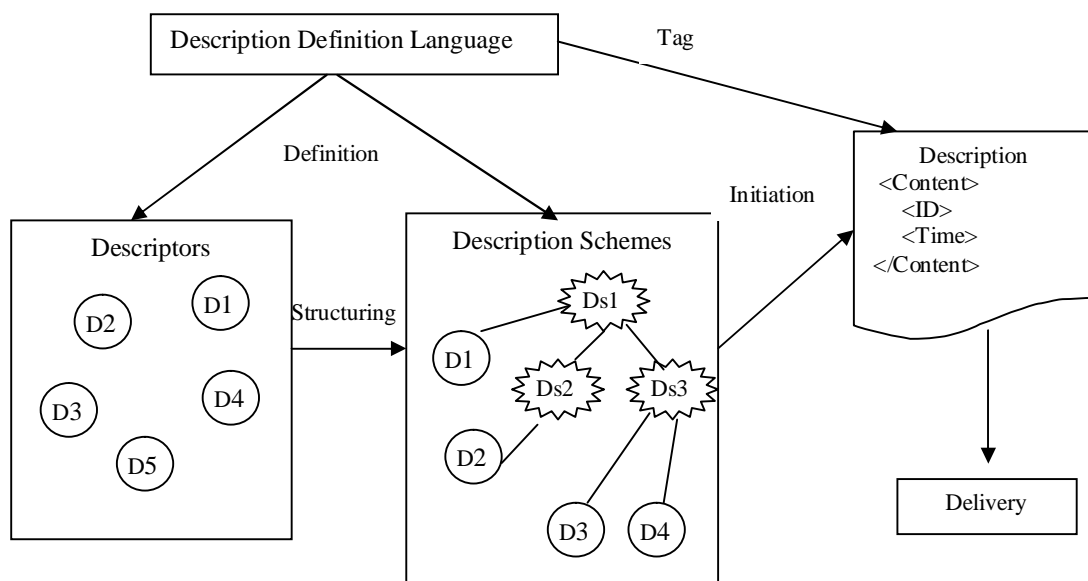 Description Definition Language
Tag
Definition
Description
<Content>
<ID>
<Time>
</Content>
Initiation
Descriptors
D1
D2
D3
D4
D5
Structuring
Description Schemes
Ds1
D1
Ds2
Ds3
D2
D3
D4
Delivery